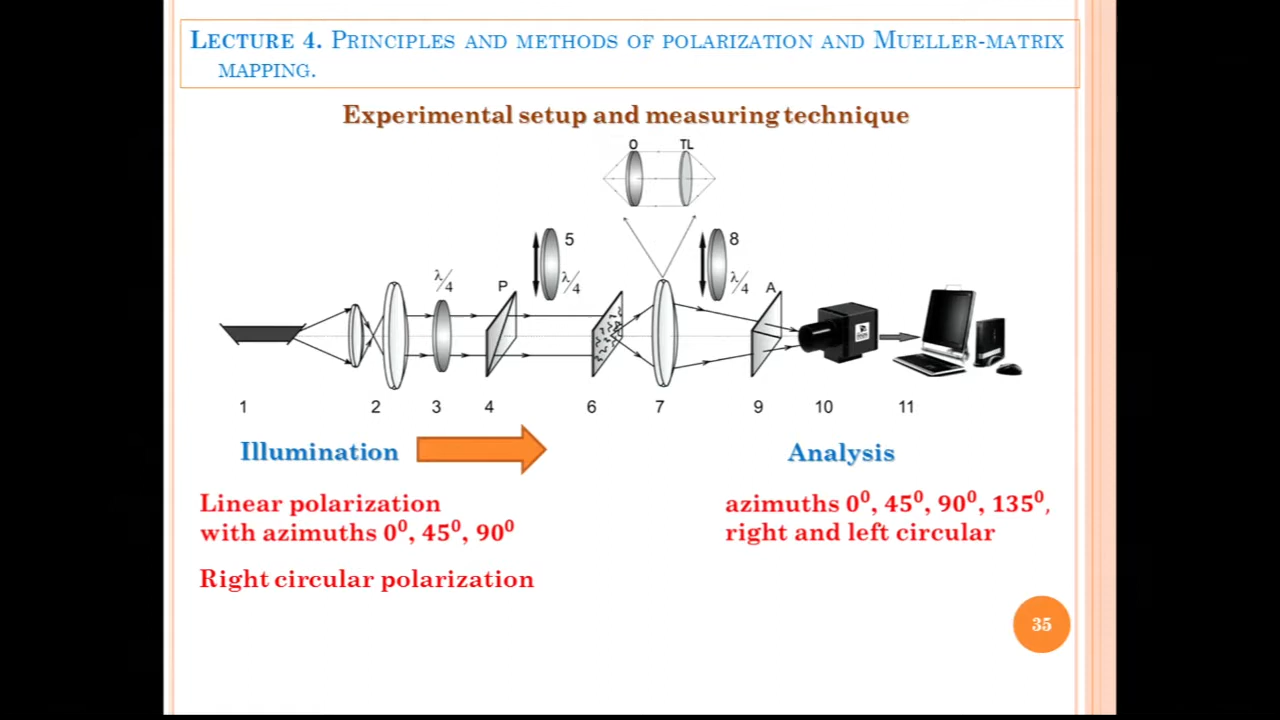 LECTURE 4. PRINCIPLES AND METHODS OF POLARIZATION AND MUELLER-MATRIX
MAPPING.
Experimental setup and measuring technique
O TL
5 8
λ/4 P λ/4 λ/4 A
1 2 3 4 6 7 9 10 11
Illumination Analysis
Linear polarization
with azimuths 0⁰, 45⁰, 90⁰
azimuths 0⁰, 45⁰, 90⁰, 135⁰,
right and left circular
Right circular polarization
35